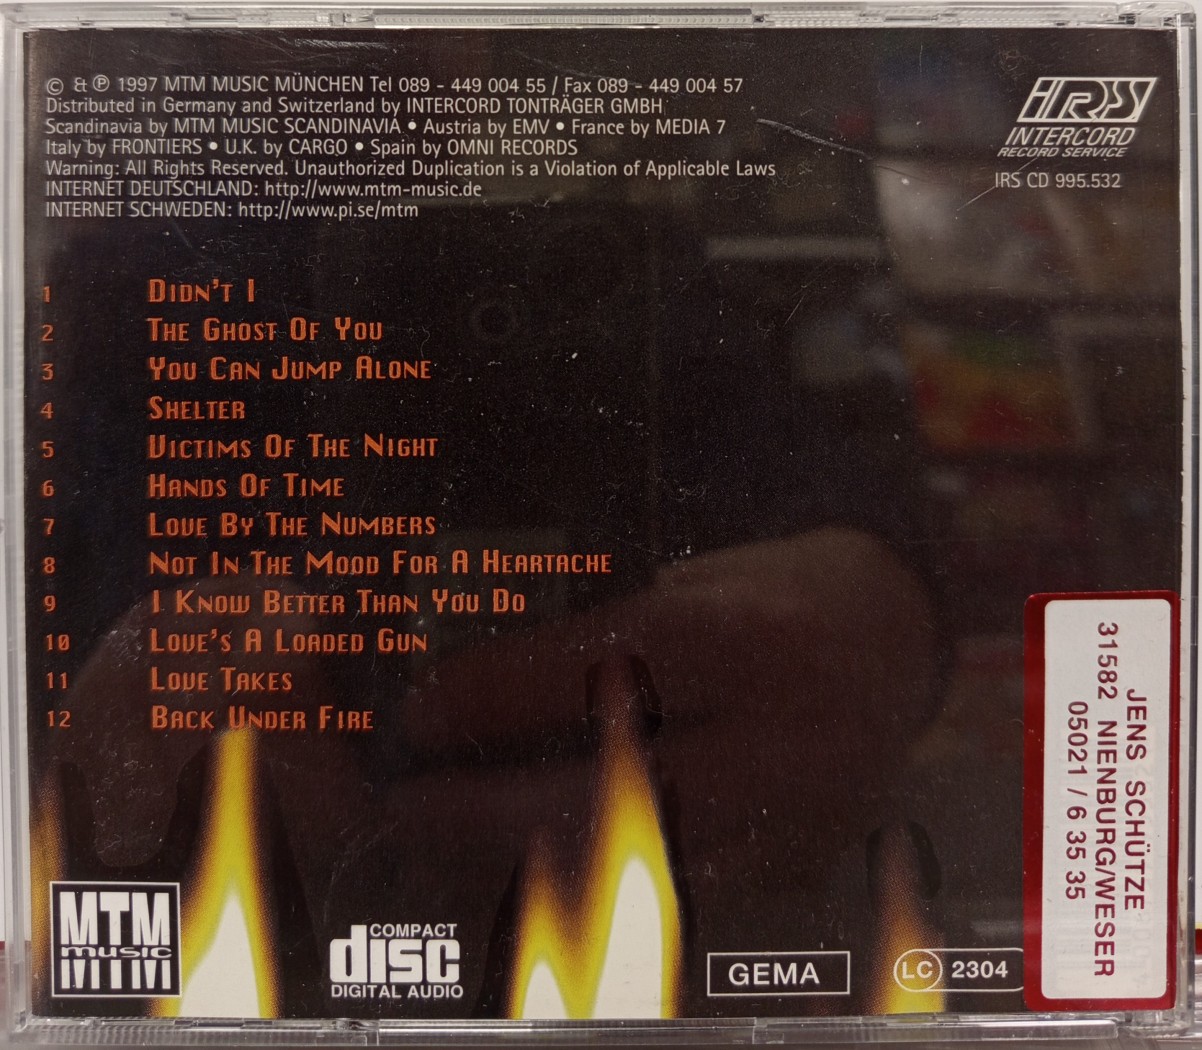 © & ℗ 1997 MTM MUSIC MÜNCHEN Tel 089 - 449 004 55 / Fax 089 - 449 004 57
Distributed in Germany and Switzerland by INTERCORD TONTRÄGER GMBH
Scandinavia by MTM MUSIC SCANDINAVIA • Austria by EMV • France by MEDIA 7
Italy by FRONTIERS • U.K. by CARGO • Spain by OMNI RECORDS
Warning: All Rights Reserved. Unauthorized Duplication is a Violation of Applicable Laws
INTERNET DEUTSCHLAND: http://www.mtm-music.de
INTERNET SCHWEDEN: http://www.pi.se/mtm
IRS
INTERCORD
RECORD SERVICE
IRS CD 995.532
1 Didn't I
2 The Ghost Of You
3 You Can Jump Alone
4 Shelter
5 Victims Of The Night
6 Hands Of Time
7 Love By The Numbers
8 Not In The Mood For A Heartache
9 I Know Better Than You Do
10 Love's A Loaded Gun
11 Love Takes
12 Back Under Fire
JENS SCHÜTZE
31582 NIENBURG/WESER
05021 / 6 35 35
MTM
music
MTM
COMPACT
disc
DIGITAL AUDIO
GEMA
LC 2304